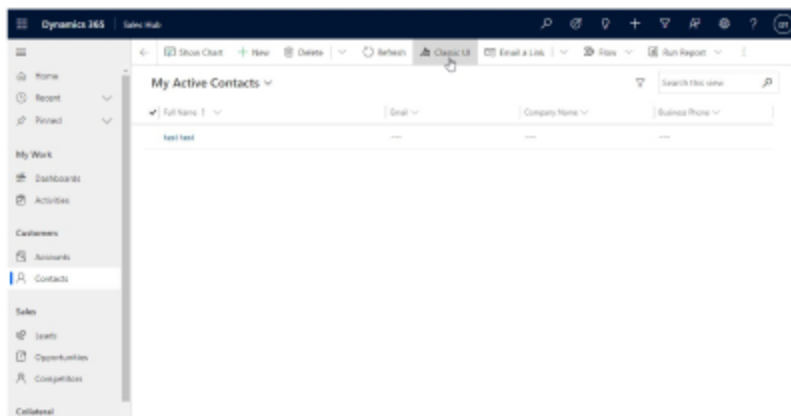 Dynamics 365 Sales Hub
Show Chart New Delete Refresh Classic UI Email a Link Flow Run Report
Home
Recent
Pinned
My Work
Dashboards
Activities
Customers
Accounts
Contacts
Sales
Leads
Opportunities
Competitors
Collateral
My Active Contacts
Search this view
Full Name ↑ Email Company Name Business Phone
test test --- --- ---